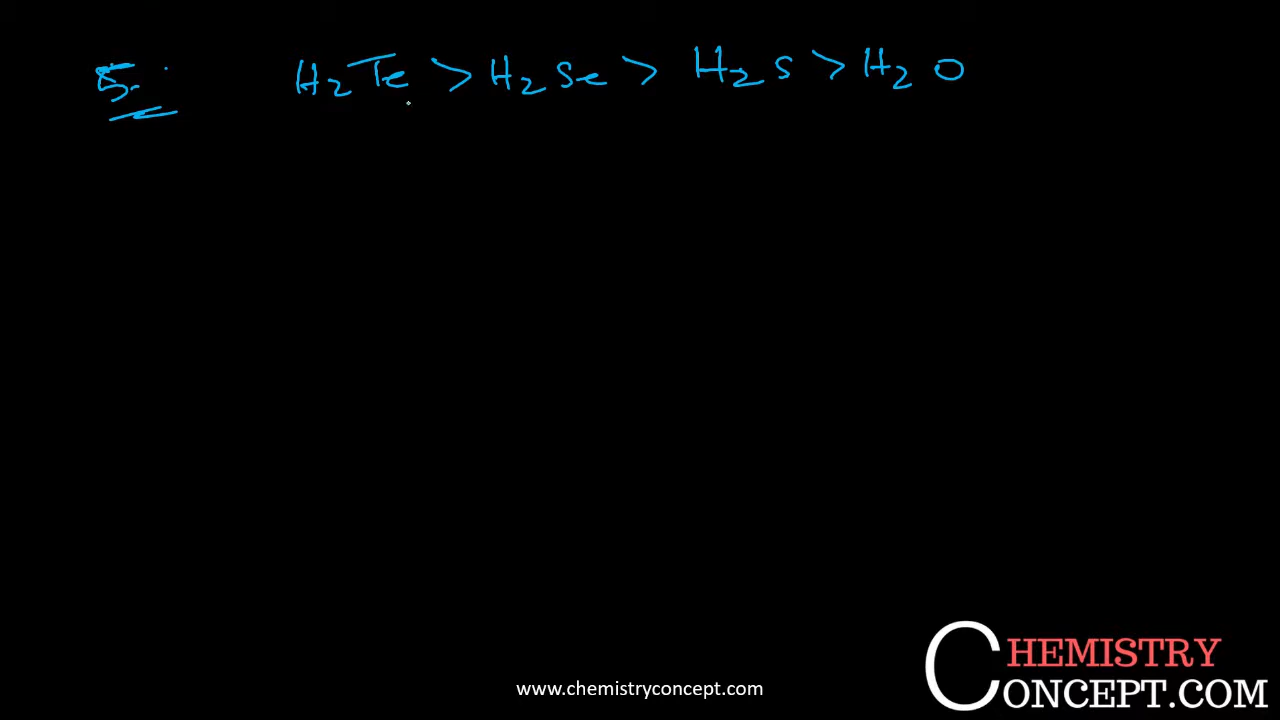 5. H₂Te > H₂Se > H₂S > H₂O
CHEMISTRY
CONCEPT.COM
www.chemistryconcept.com